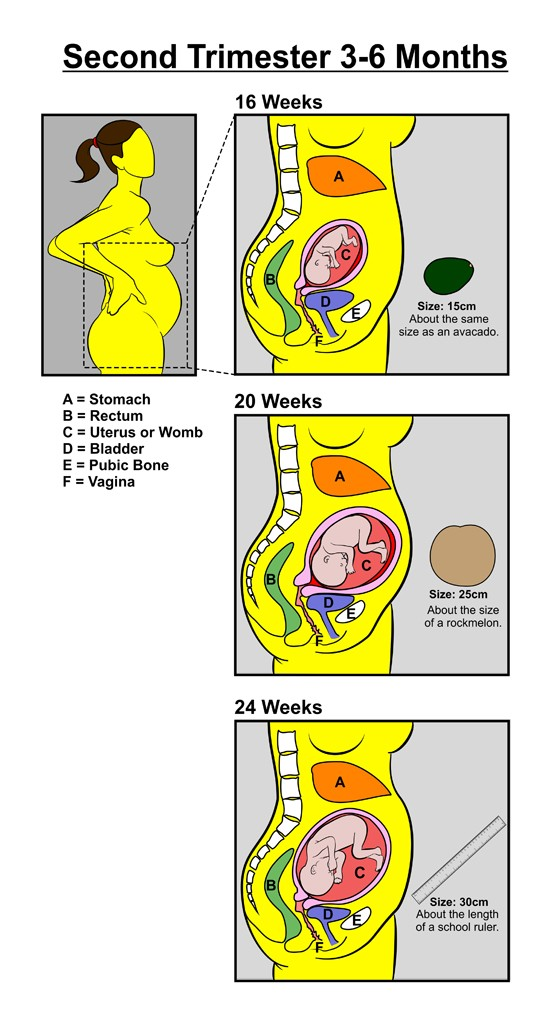 Second Trimester 3-6 Months
16 Weeks
A
B
C
D
E
F
Size: 15cm
About the same
size as an avacado.
A = Stomach
B = Rectum
C = Uterus or Womb
D = Bladder
E = Pubic Bone
F = Vagina
20 Weeks
A
B
C
D
E
F
Size: 25cm
About the size
of a rockmelon.
24 Weeks
A
B
C
D
E
F
Size: 30cm
About the length
of a school ruler.